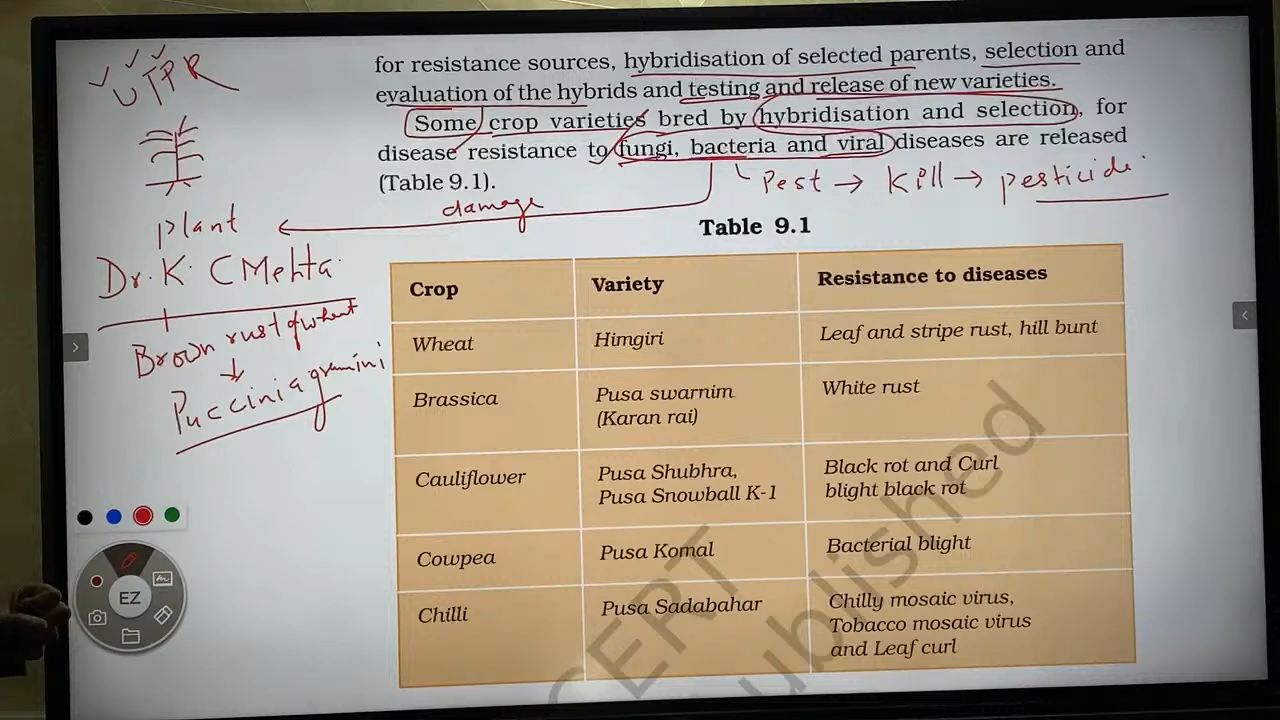 UTPR
for resistance sources, hybridisation of selected parents, selection and
evaluation of the hybrids and testing and release of new varieties.
Some crop varieties bred by hybridisation and selection, for
disease resistance to fungi, bacteria and viral diseases are released
(Table 9.1).
Pest → Kill → pesticide
damage
plant
Dr. K. C Mehta
Brown rust of wheat
↓
Puccinia gramini
Table 9.1
Crop Variety Resistance to diseases
Wheat Himgiri Leaf and stripe rust, hill bunt
Brassica Pusa swarnim White rust
(Karan rai)
Cauliflower Pusa Shubhra, Black rot and Curl
Pusa Snowball K-1 blight black rot
Cowpea Pusa Komal Bacterial blight
Chilli Pusa Sadabahar Chilly mosaic virus,
Tobacco mosaic virus
and Leaf curl
EZ